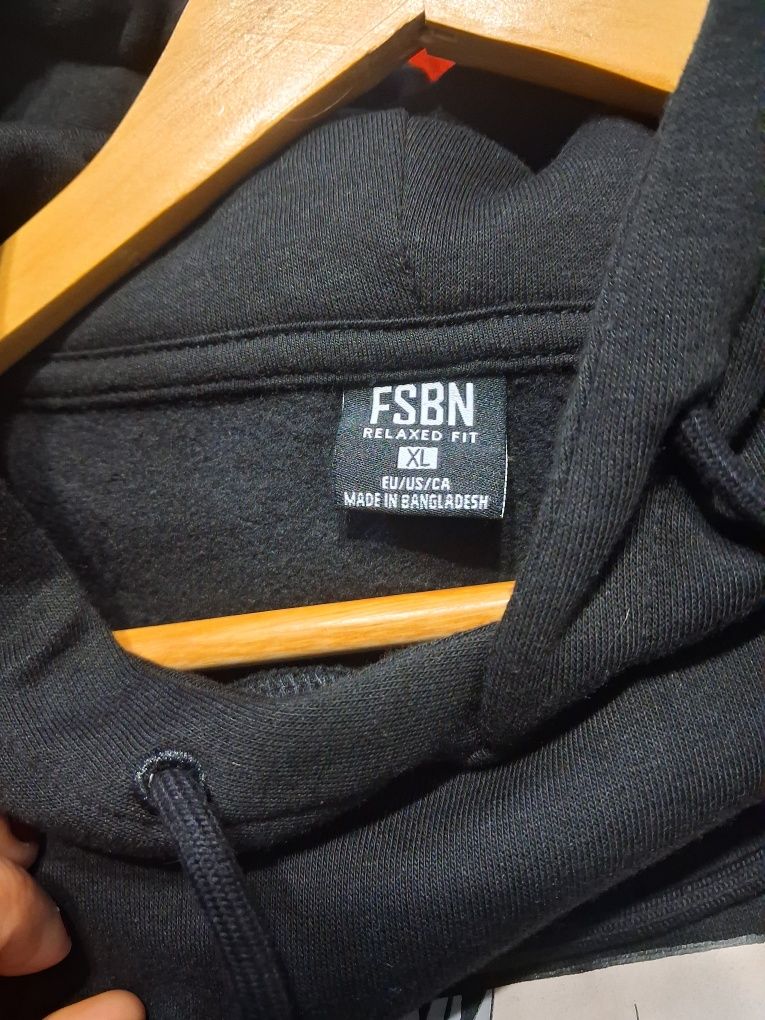 FSBN
RELAXED FIT
XL
EU/US/CA
MADE IN BANGLADESH